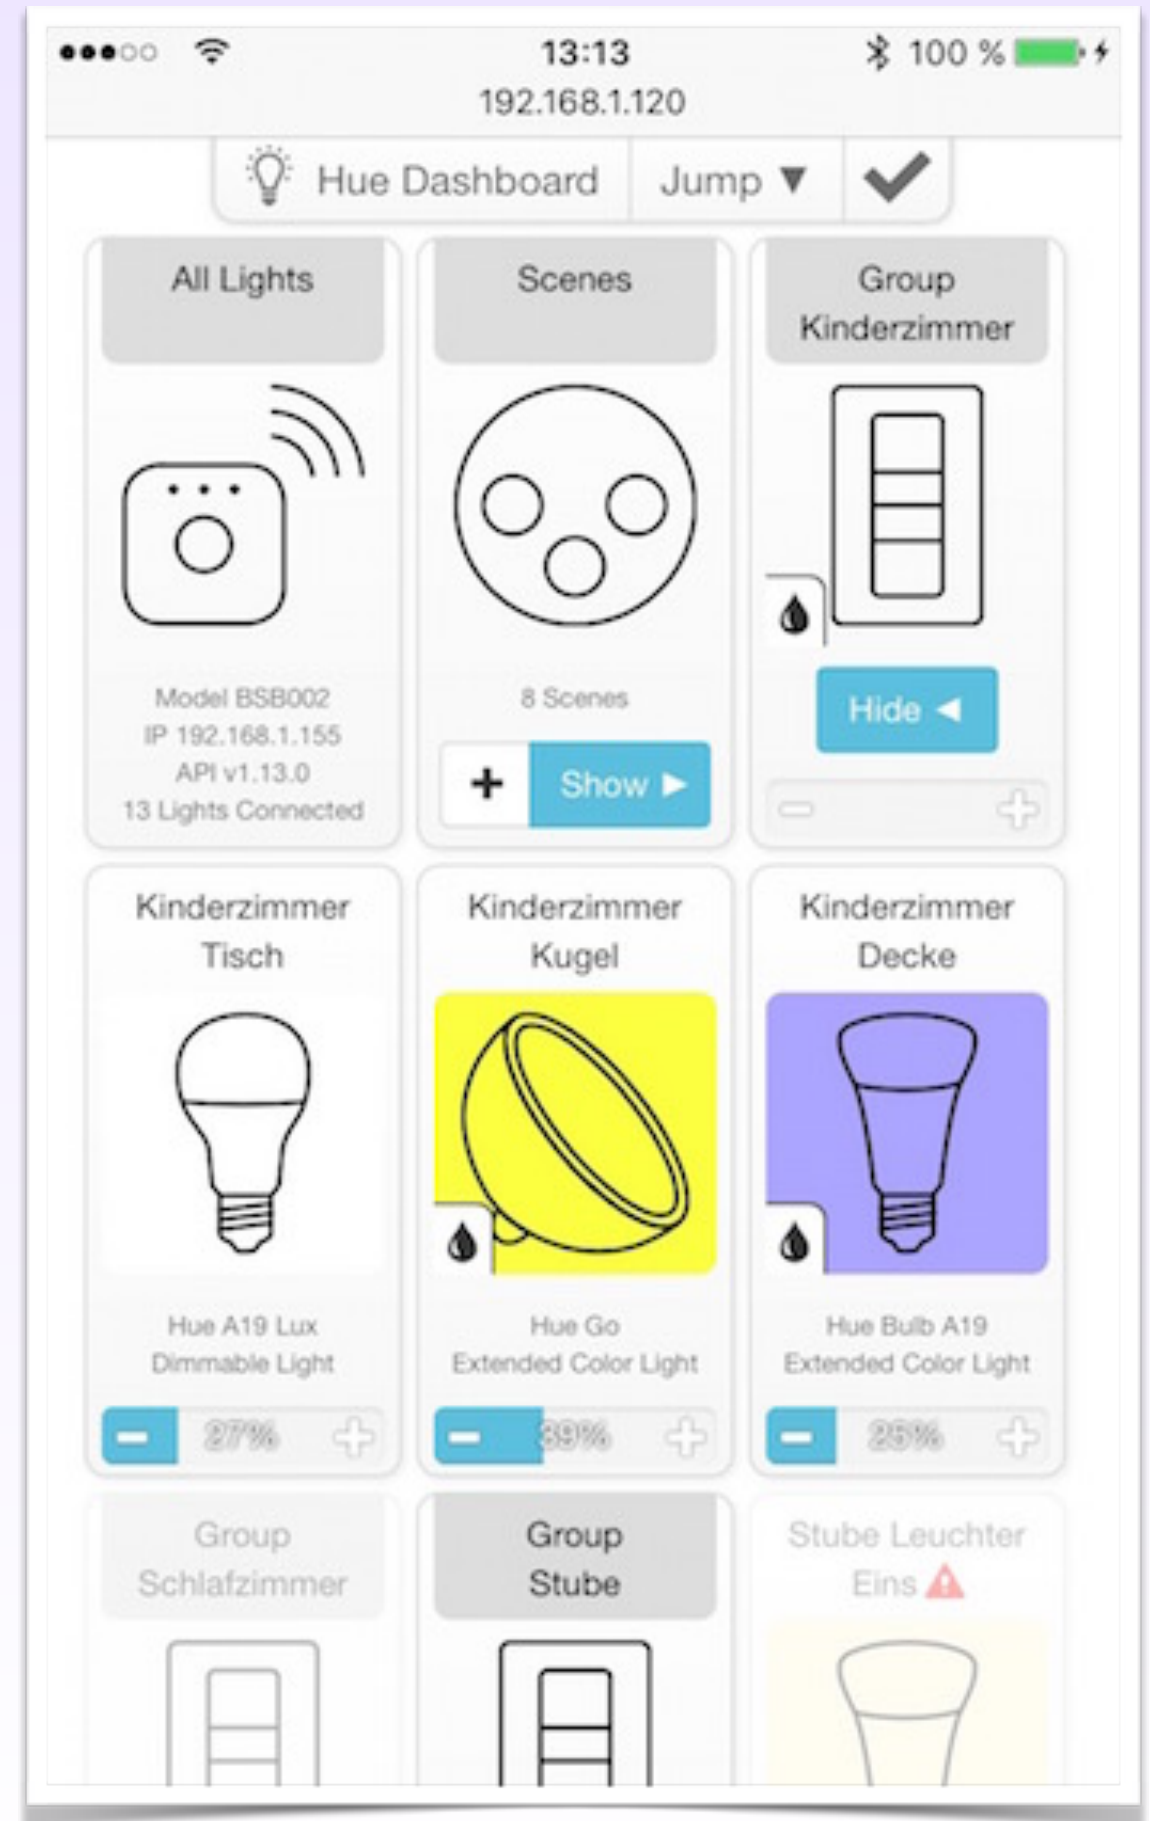 13:13
100 %
192.168.1.120
Hue Dashboard
Jump ▼
All Lights
Model BSB002
IP 192.168.1.155
API v1.13.0
13 Lights Connected
Scenes
8 Scenes
+
Show ►
Group
Kinderzimmer
Hide ◄
Kinderzimmer
Tisch
Hue A19 Lux
Dimmable Light
27%
Kinderzimmer
Kugel
Hue Go
Extended Color Light
39%
Kinderzimmer
Decke
Hue Bulb A19
Extended Color Light
25%
Group
Schlafzimmer
Group
Stube
Stube Leuchter
Eins